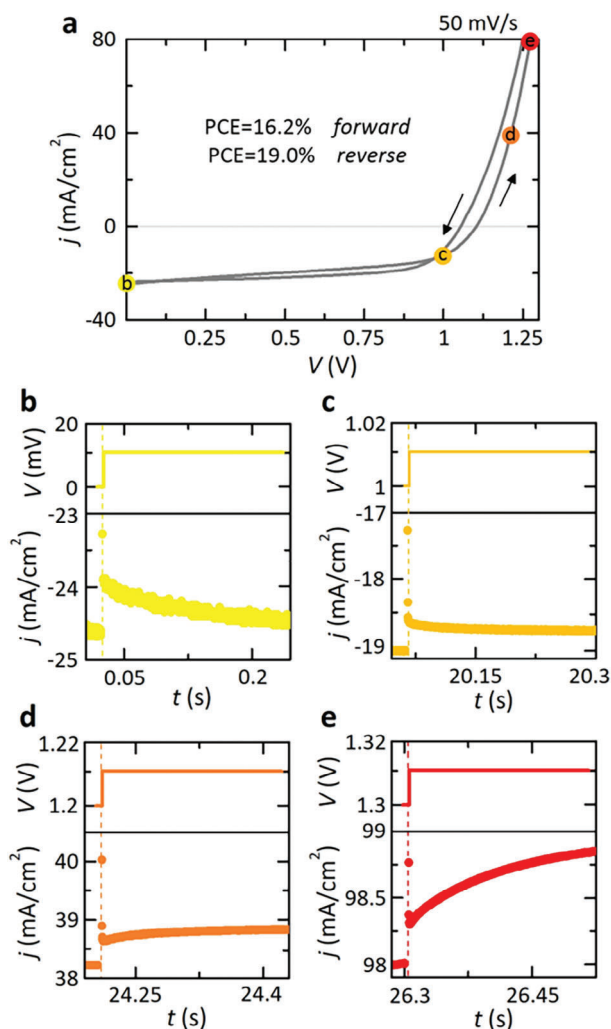 a
50 mV/s
80
40
0
-40
j (mA/cm²)
PCE=16.2% forward
PCE=19.0% reverse
b
c
d
e
0.25
0.5
0.75
1
1.25
V (V)
b
20
0
V (mV)
-23
-24
-25
j (mA/cm²)
0.05
0.2
t (s)
c
1.02
1
V (V)
-17
-18
-19
j (mA/cm²)
20.15
20.3
t (s)
d
1.22
1.2
V (V)
40
39
38
j (mA/cm²)
24.25
24.4
t (s)
e
1.32
1.3
V (V)
99
98.5
98
j (mA/cm²)
26.3
26.45
t (s)